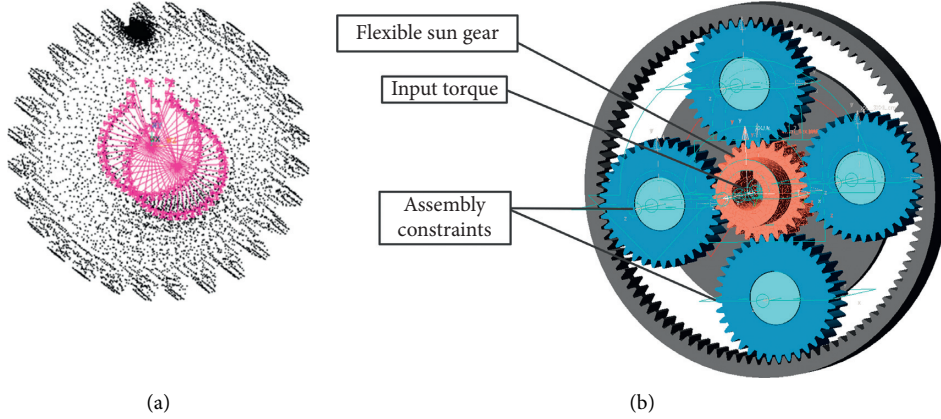 Flexible sun gear
Input torque
Assembly
constraints
(a)
(b)